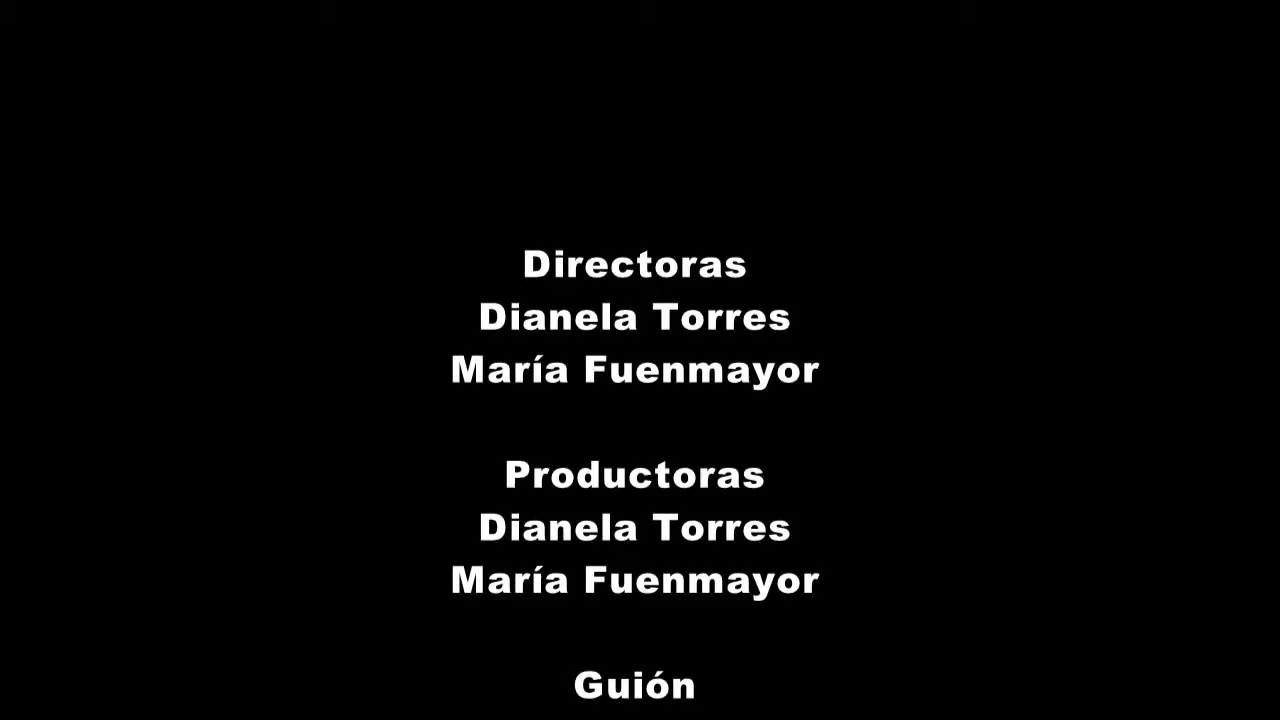 Directoras
Dianela Torres
María Fuenmayor
Productoras
Dianela Torres
María Fuenmayor
Guión